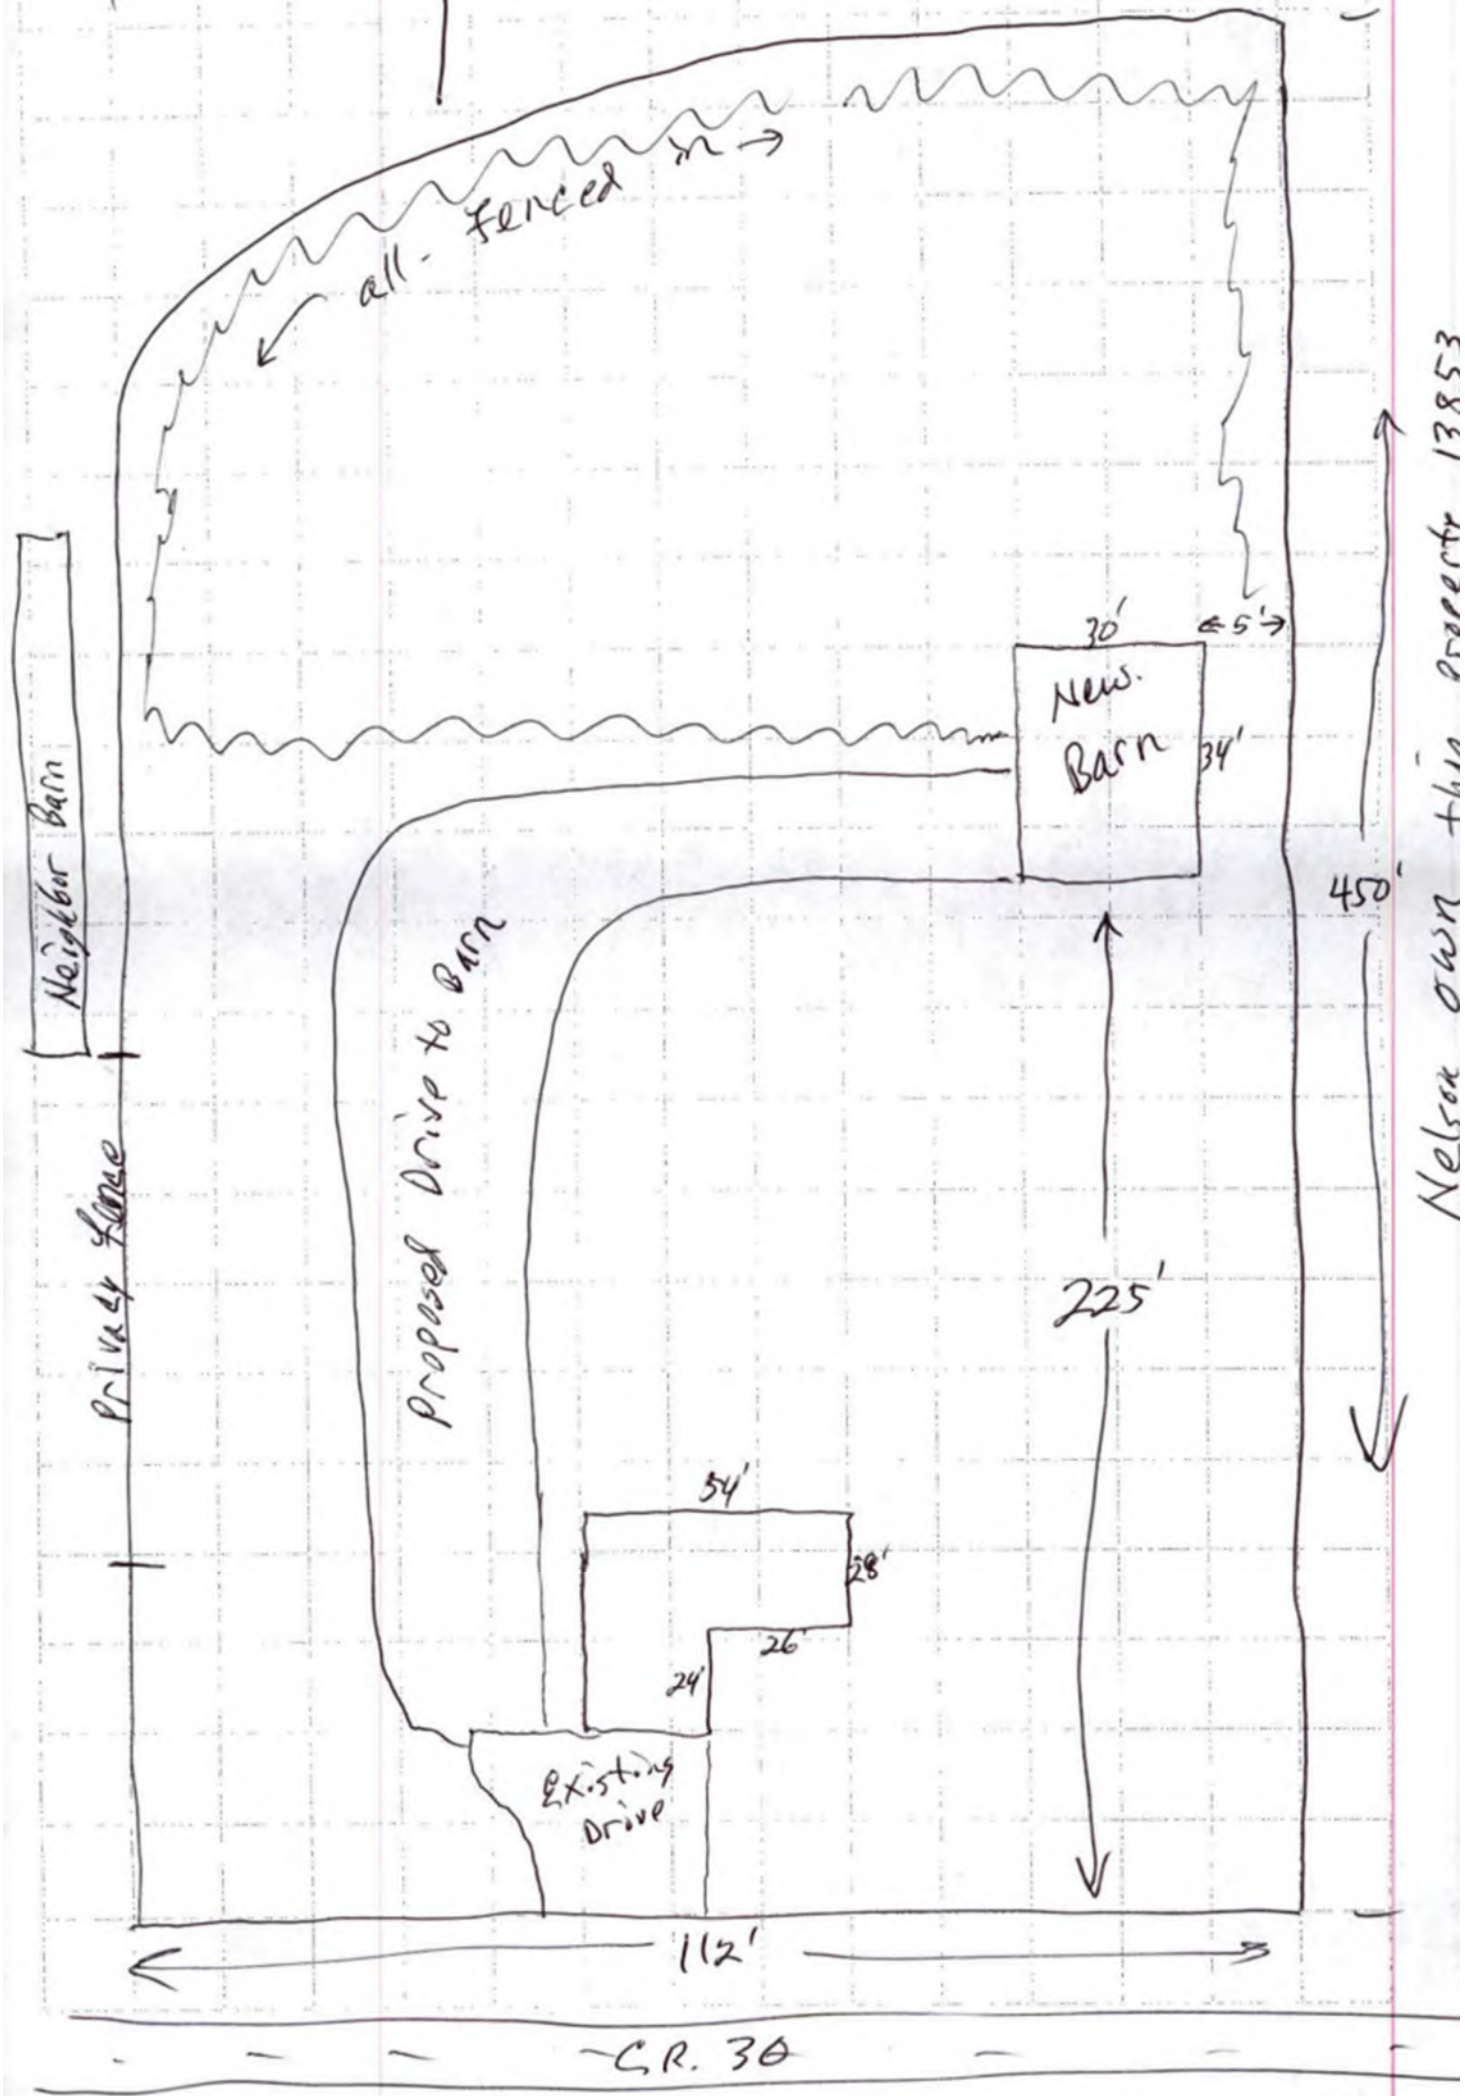 all. fenced in →
30'
← 5' →
New.
Barn
34'
Neighbor Barn
450'
Nelson own this property 13853
Proposed Drive to Barn
Privacy fence
225'
54'
28'
26'
24'
Existing
Drive
112'
C.R. 30